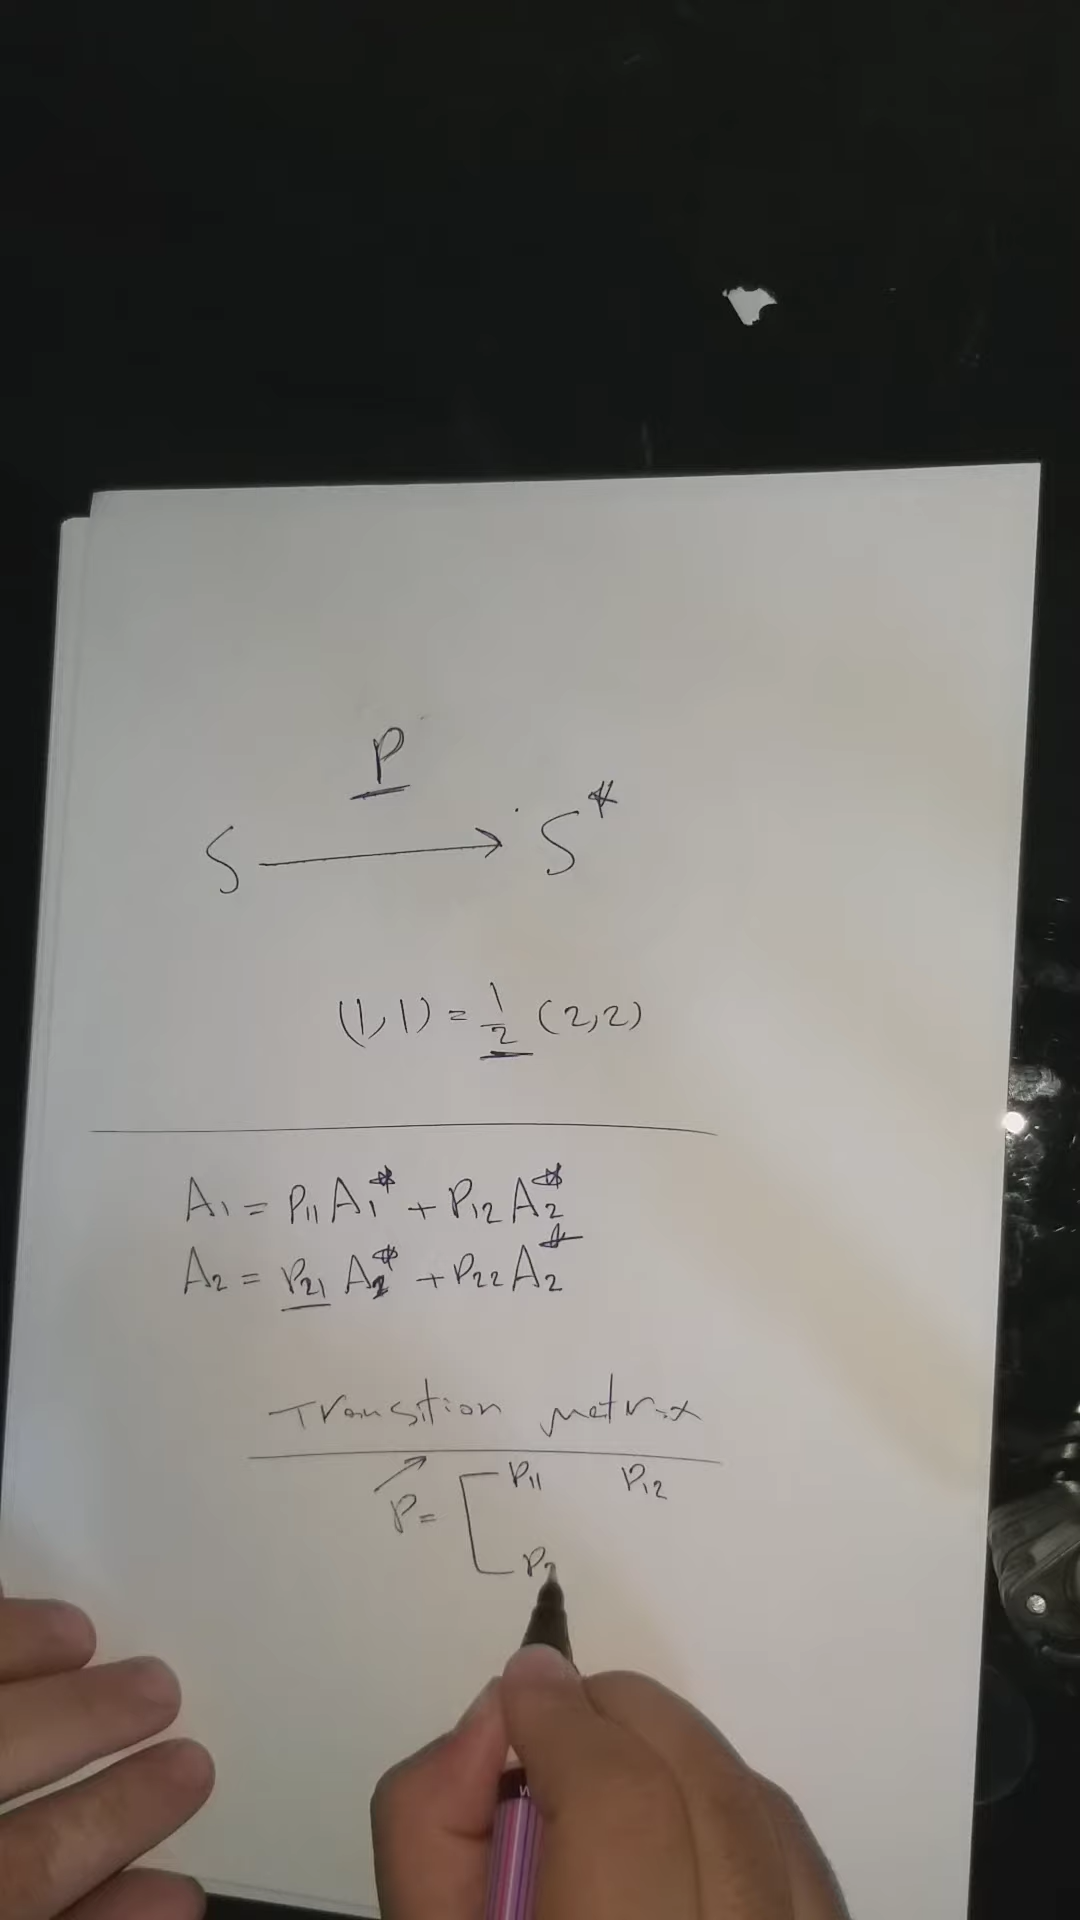 P
S → S*
(1,1) = 1/2 (2,2)
A1 = P11 A1* + P12 A2*
A2 = P21 A2* + P22 A2*
Transition matrix
P = [ P11 P12
P2